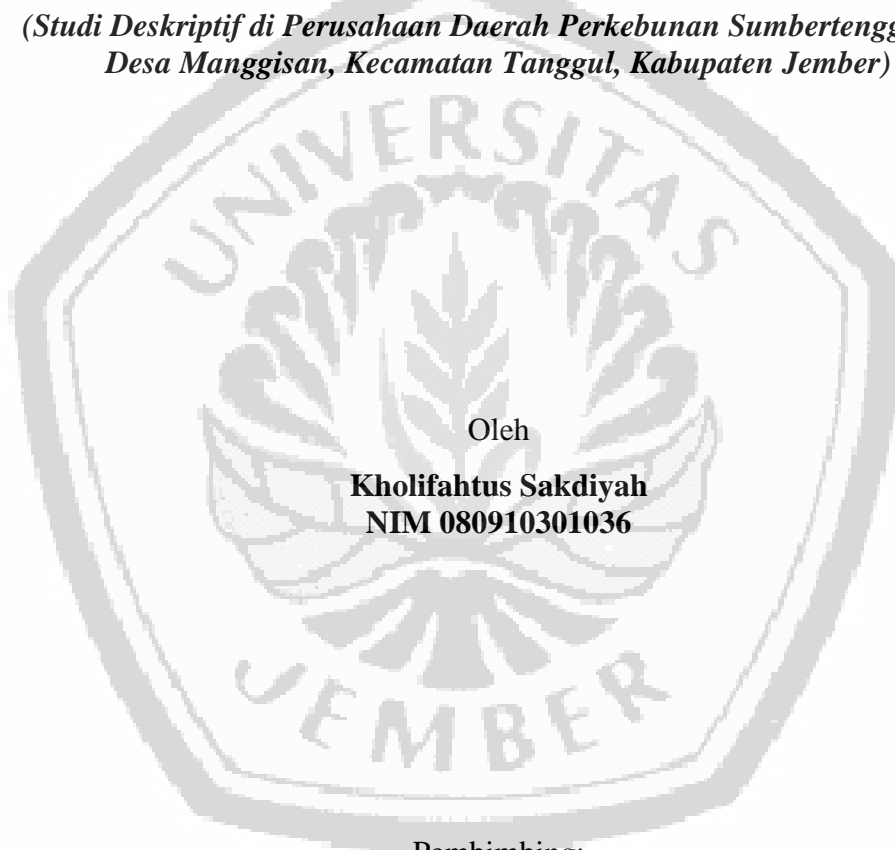 (Studi Deskriptif di Perusahaan Daerah Perkebunan
Desa Manggisan, Kecamatan Tanggul, Kabupaten Jember)
UNIVERSITAS
Oleh
Kholifahtus Sakdiyah
NIM 080910301036
JEMBER
Pembimbing: